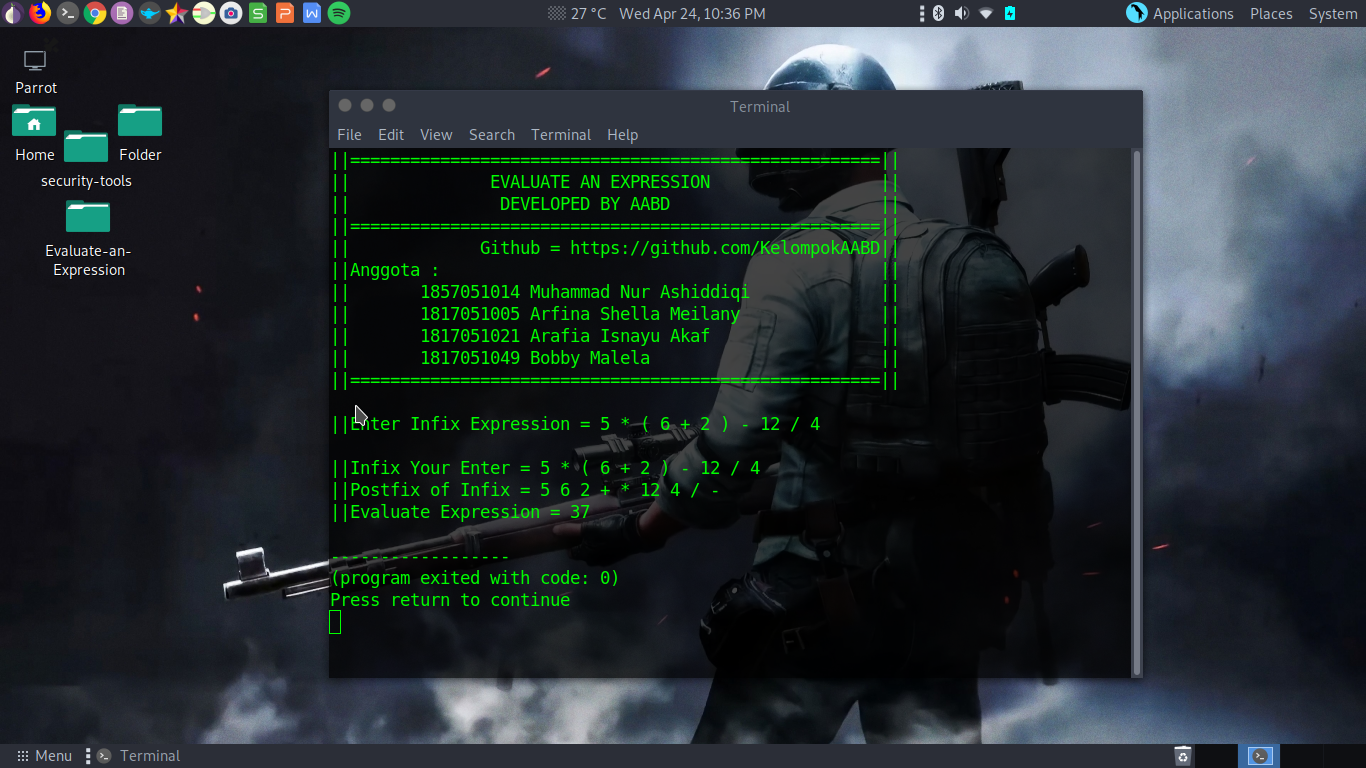 27 °C Wed Apr 24, 10:36 PM Applications Places System
Parrot
Home
Folder
security-tools
Evaluate-an-
Expression
Terminal
File Edit View Search Terminal Help
||=====================================================||
|| EVALUATE AN EXPRESSION ||
|| DEVELOPED BY AABD ||
||=====================================================||
|| Github = https://github.com/KelompokAABD||
||Anggota : ||
|| 1857051014 Muhammad Nur Ashiddiqi ||
|| 1817051005 Arfina Shella Meilany ||
|| 1817051021 Arafia Isnayu Akaf ||
|| 1817051049 Bobby Malela ||
||=====================================================||
||Enter Infix Expression = 5 * ( 6 + 2 ) - 12 / 4
||Infix Your Enter = 5 * ( 6 + 2 ) - 12 / 4
||Postfix of Infix = 5 6 2 + * 12 4 / -
||Evaluate Expression = 37
------------------
(program exited with code: 0)
Press return to continue
Menu Terminal